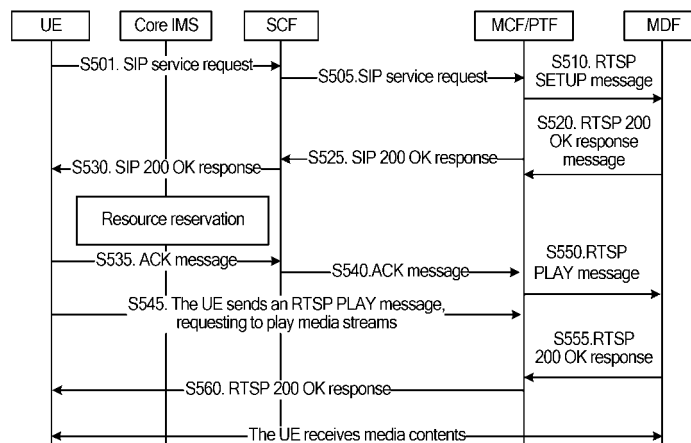 UE
Core IMS
SCF
MCF/PTF
MDF
S501. SIP service request
S505.SIP service request
S510. RTSP
SETUP message
S520. RTSP 200
OK response
message
S525. SIP 200 OK response
S530. SIP 200 OK response
Resource reservation
S535. ACK message
S540.ACK message
S550.RTSP
PLAY message
S545. The UE sends an RTSP PLAY message,
requesting to play media streams
S555.RTSP
200 OK response
S560. RTSP 200 OK response
The UE receives media contents